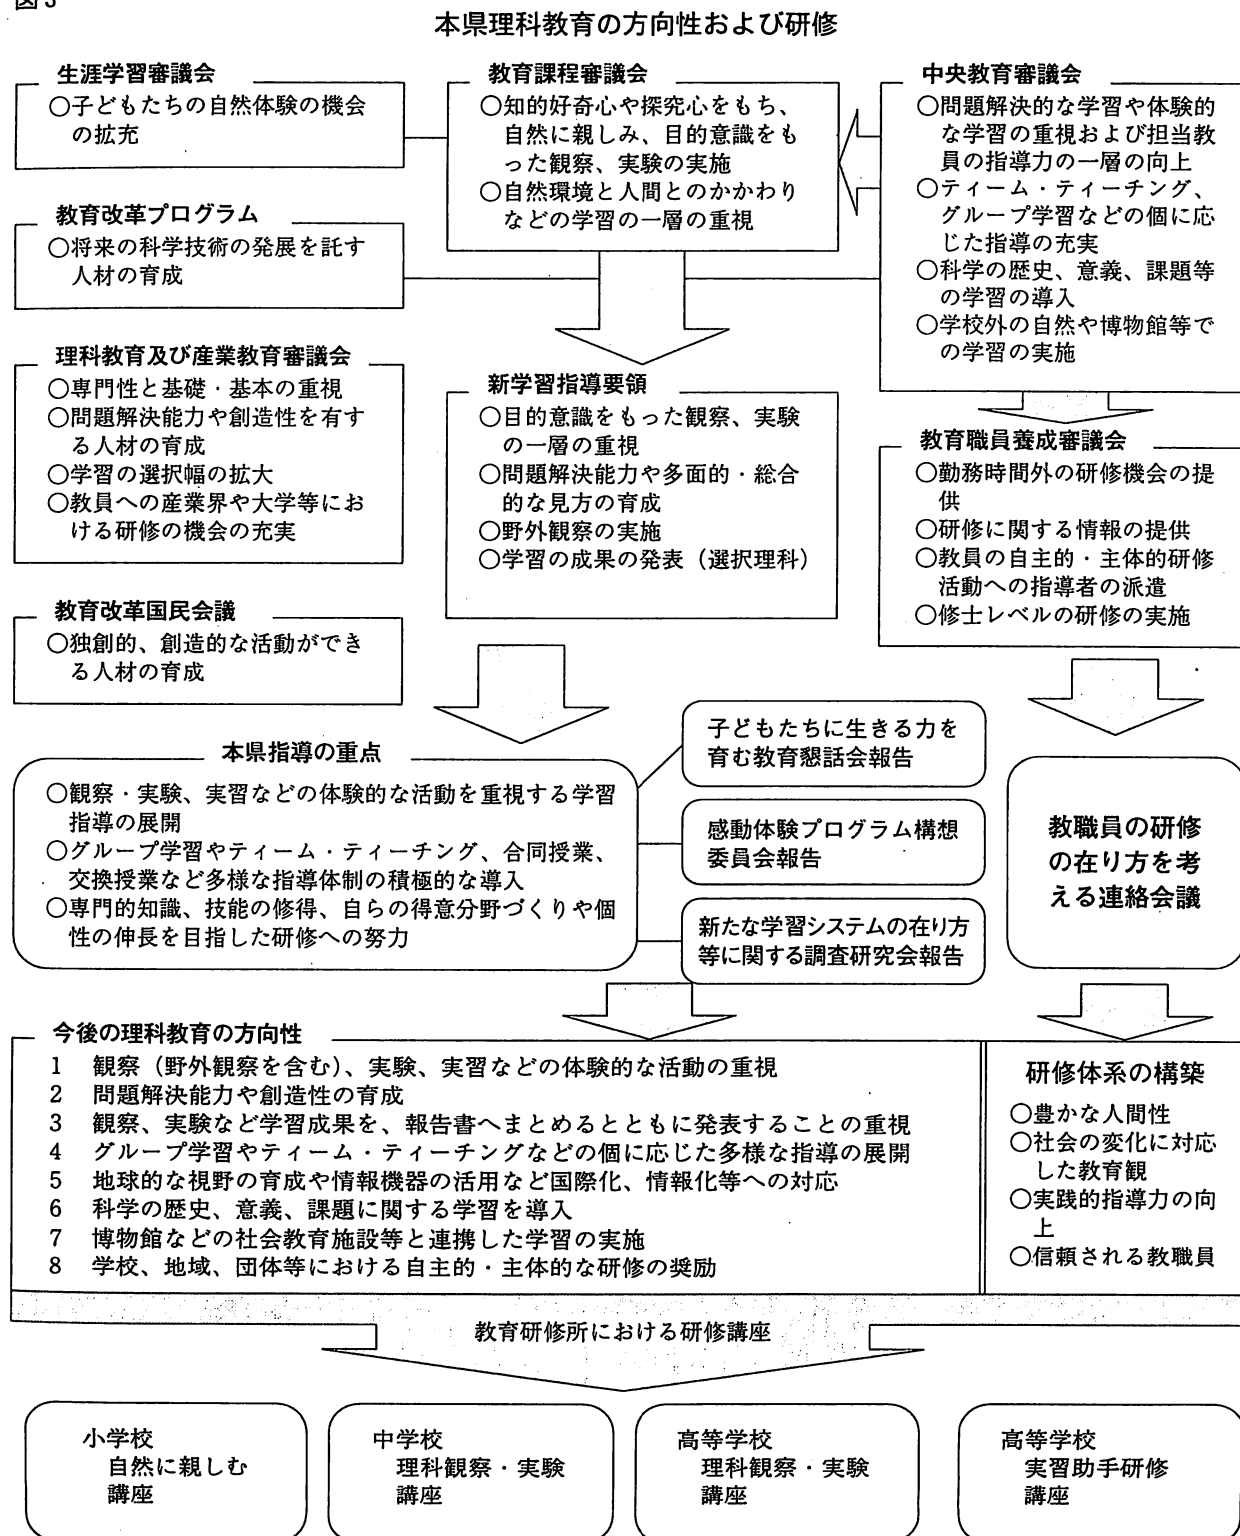 図3
本県理科教育の方向性および研修
生涯学習審議会
○子どもたちの自然体験の機会
の拡充
教育改革プログラム
○将来の科学技術の発展を託す
人材の育成
理科教育及び産業教育審議会
○専門性と基礎・基本の重視
○問題解決能力や創造性を有す
る人材の育成
○学習の選択幅の拡大
○教員への産業界や大学等にお
ける研修の機会の充実
教育改革国民会議
○独創的、創造的な活動ができ
る人材の育成
教育課程審議会
○知的好奇心や探究心をもち、
自然に親しみ、目的意識をも
った観察、実験の実施
○自然環境と人間とのかかわり
などの学習の一層の重視
新学習指導要領
○目的意識をもった観察、実験
の一層の重視
○問題解決能力や多面的・総合
的な見方の育成
○野外観察の実施
○学習の成果の発表（選択理科）
中央教育審議会
○問題解決的な学習や体験的
な学習の重視および担当教
員の指導力の一層の向上
○ティーム・ティーチング、
グループ学習などの個に応
じた指導の充実
○科学の歴史、意義、課題等
の学習の導入
○学校外の自然や博物館等で
の学習の実施
教育職員養成審議会
○勤務時間外の研修機会の提
供
○研修に関する情報の提供
○教員の自主的・主体的研修
活動への指導者の派遣
○修士レベルの研修の実施
本県指導の重点
○観察・実験、実習などの体験的な活動を重視する学習
指導の展開
○グループ学習やティーム・ティーチング、合同授業、
交換授業など多様な指導体制の積極的な導入
○専門的知識、技能の修得、自らの得意分野づくりや個
性の伸長を目指した研修への努力
子どもたちに生きる力を
育む教育懇話会報告
感動体験プログラム構想
委員会報告
新たな学習システムの在り方
等に関する調査研究会報告
教職員の研修
の在り方を考
える連絡会議
今後の理科教育の方向性
1 観察（野外観察を含む）、実験、実習などの体験的な活動の重視
2 問題解決能力や創造性の育成
3 観察、実験など学習成果を、報告書へまとめるとともに発表することの重視
4 グループ学習やティーム・ティーチングなどの個に応じた多様な指導の展開
5 地球的な視野の育成や情報機器の活用など国際化、情報化等への対応
6 科学の歴史、意義、課題に関する学習を導入
7 博物館などの社会教育施設等と連携した学習の実施
8 学校、地域、団体等における自主的・主体的な研修の奨励
研修体系の構築
○豊かな人間性
○社会の変化に対応
した教育観
○実践的指導力の向
上
○信頼される教職員
教育研修所における研修講座
小学校
自然に親しむ
講座
中学校
理科観察・実験
講座
高等学校
理科観察・実験
講座
高等学校
実習助手研修
講座